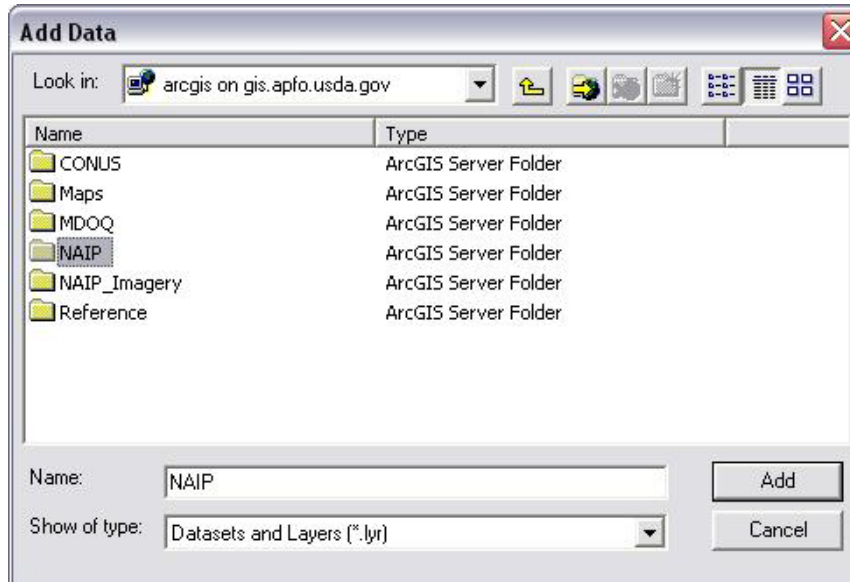 Add Data
Look in: arcgis on gis.apfo.usda.gov
Name Type
CONUS ArcGIS Server Folder
Maps ArcGIS Server Folder
MDOQ ArcGIS Server Folder
NAIP ArcGIS Server Folder
NAIP_Imagery ArcGIS Server Folder
Reference ArcGIS Server Folder
Name: NAIP Add
Show of type: Datasets and Layers (*.lyr) Cancel